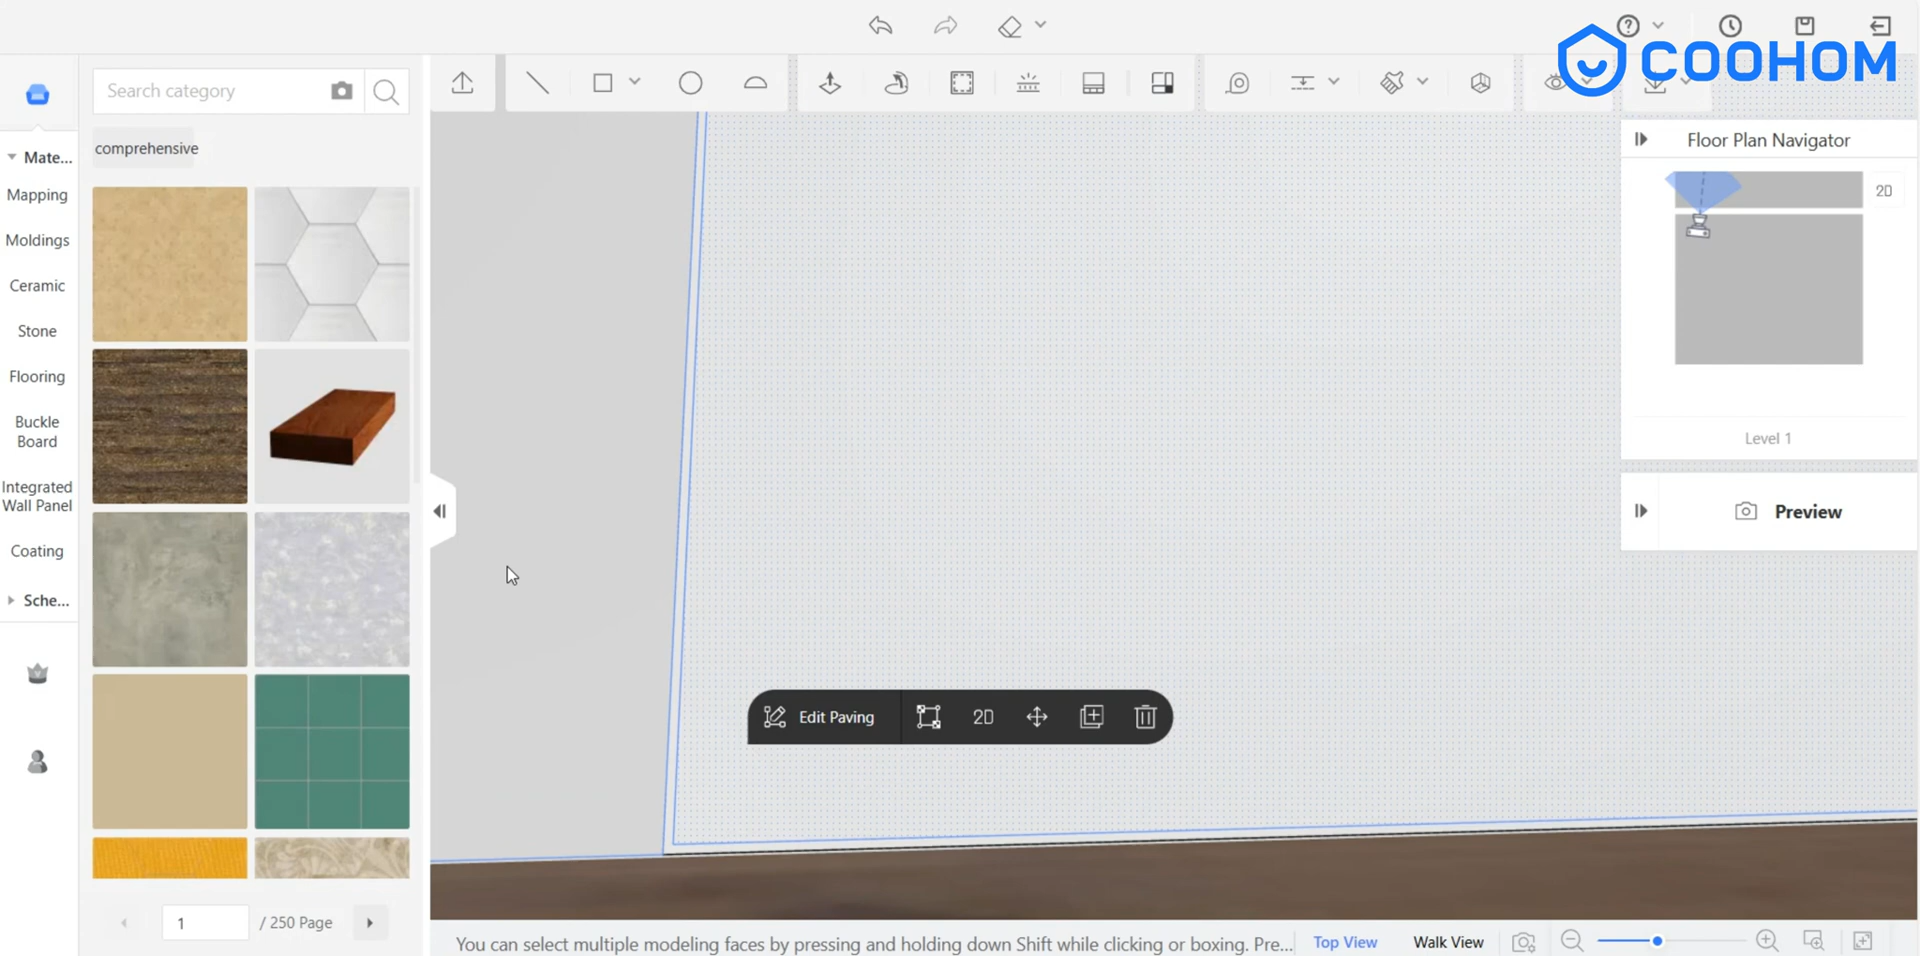 COOHOM
Search category
comprehensive
Mate...
Mapping
Moldings
Ceramic
Stone
Flooring
Buckle
Board
Integrated
Wall Panel
Coating
Sche...
1
/ 250 Page
Edit Paving
2D
Floor Plan Navigator
2D
Level 1
Preview
You can select multiple modeling faces by pressing and holding down Shift while clicking or boxing. Pre...
Top View
Walk View